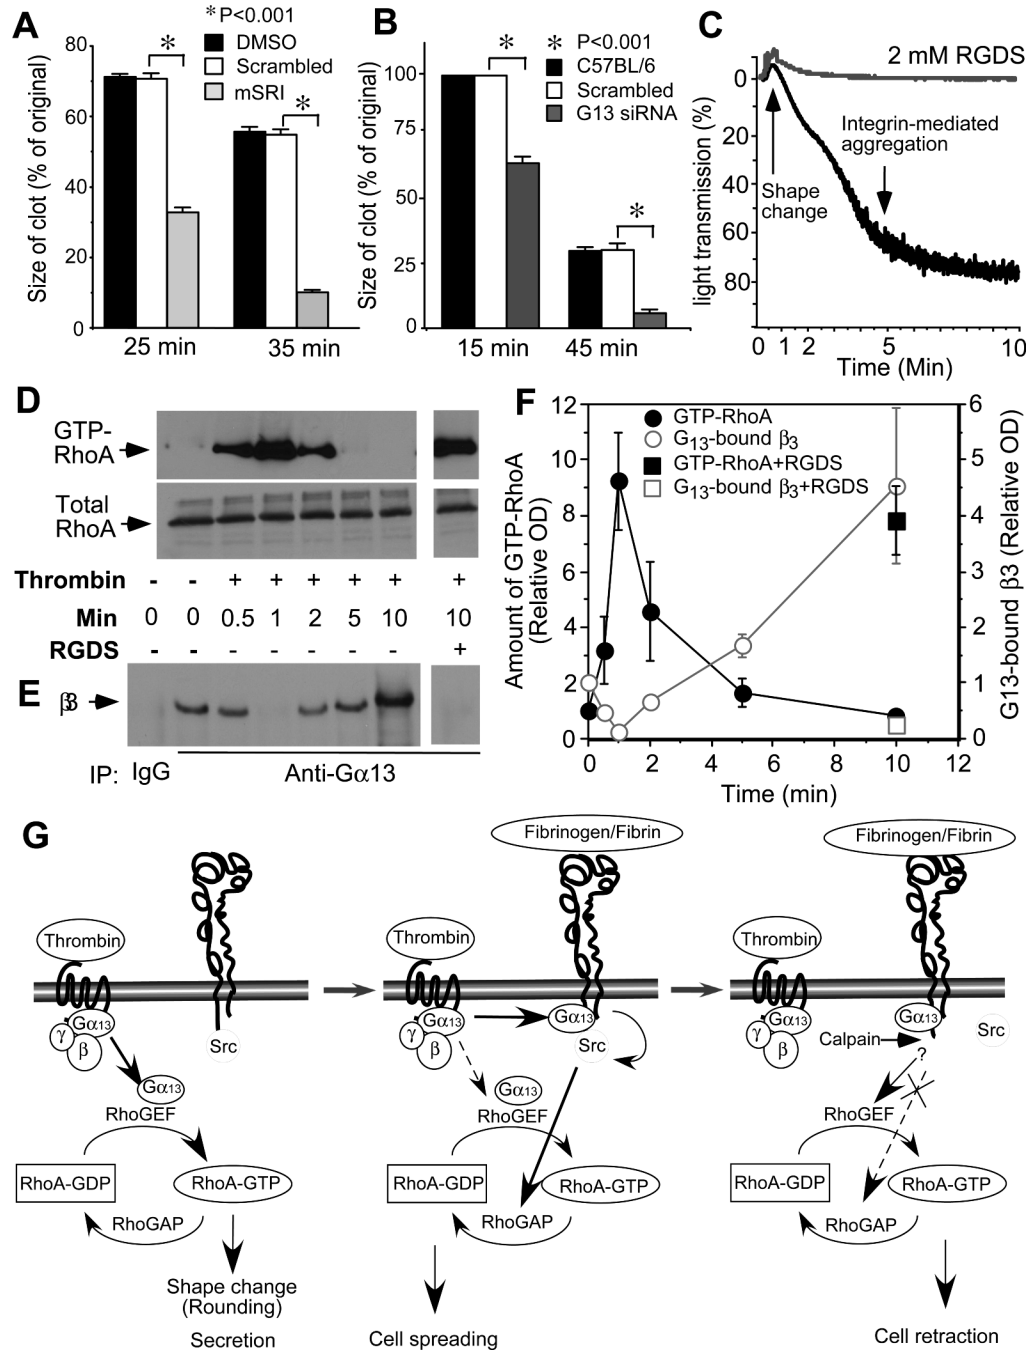 A
*P<0.001
DMSO
Scrambled
mSRI
Size of clot (% of original)
80
60
40
20
0
*
*
25 min
35 min
B
* P<0.001
C57BL/6
Scrambled
G13 siRNA
Size of clot (% of original)
100
75
50
25
0
*
*
15 min
45 min
C
2 mM RGDS
light transmission (%)
0
20
40
60
80
Shape
change
Integrin-mediated
aggregation
0 1 2 5 10
Time (Min)
D
GTP-
RhoA
Total
RhoA
Thrombin - - + + + + + +
Min 0 0 0.5 1 2 5 10 10
RGDS - - - - - - - +
E
β3
IP: IgG Anti-Gα13
F
GTP-RhoA
G13-bound β3
GTP-RhoA+RGDS
G13-bound β3+RGDS
Amount of GTP-RhoA
(Relative OD)
12
10
8
6
4
2
0
G13-bound β3 (Relative OD)
6
5
4
3
2
1
0
0 2 4 6 8 10 12
Time (min)
G
Thrombin
Gα13
γ
β
Src
Gα13
RhoGEF
RhoA-GDP
RhoA-GTP
RhoGAP
Shape change
(Rounding)
Secretion
Fibrinogen/Fibrin
Thrombin
Gα13
Gα13
γ
β
Src
Gα13
RhoGEF
RhoA-GDP
RhoA-GTP
RhoGAP
Cell spreading
Fibrinogen/Fibrin
Thrombin
Gα13
Gα13
γ
β
Src
Calpain
?
RhoGEF
RhoA-GDP
RhoA-GTP
RhoGAP
Cell retraction